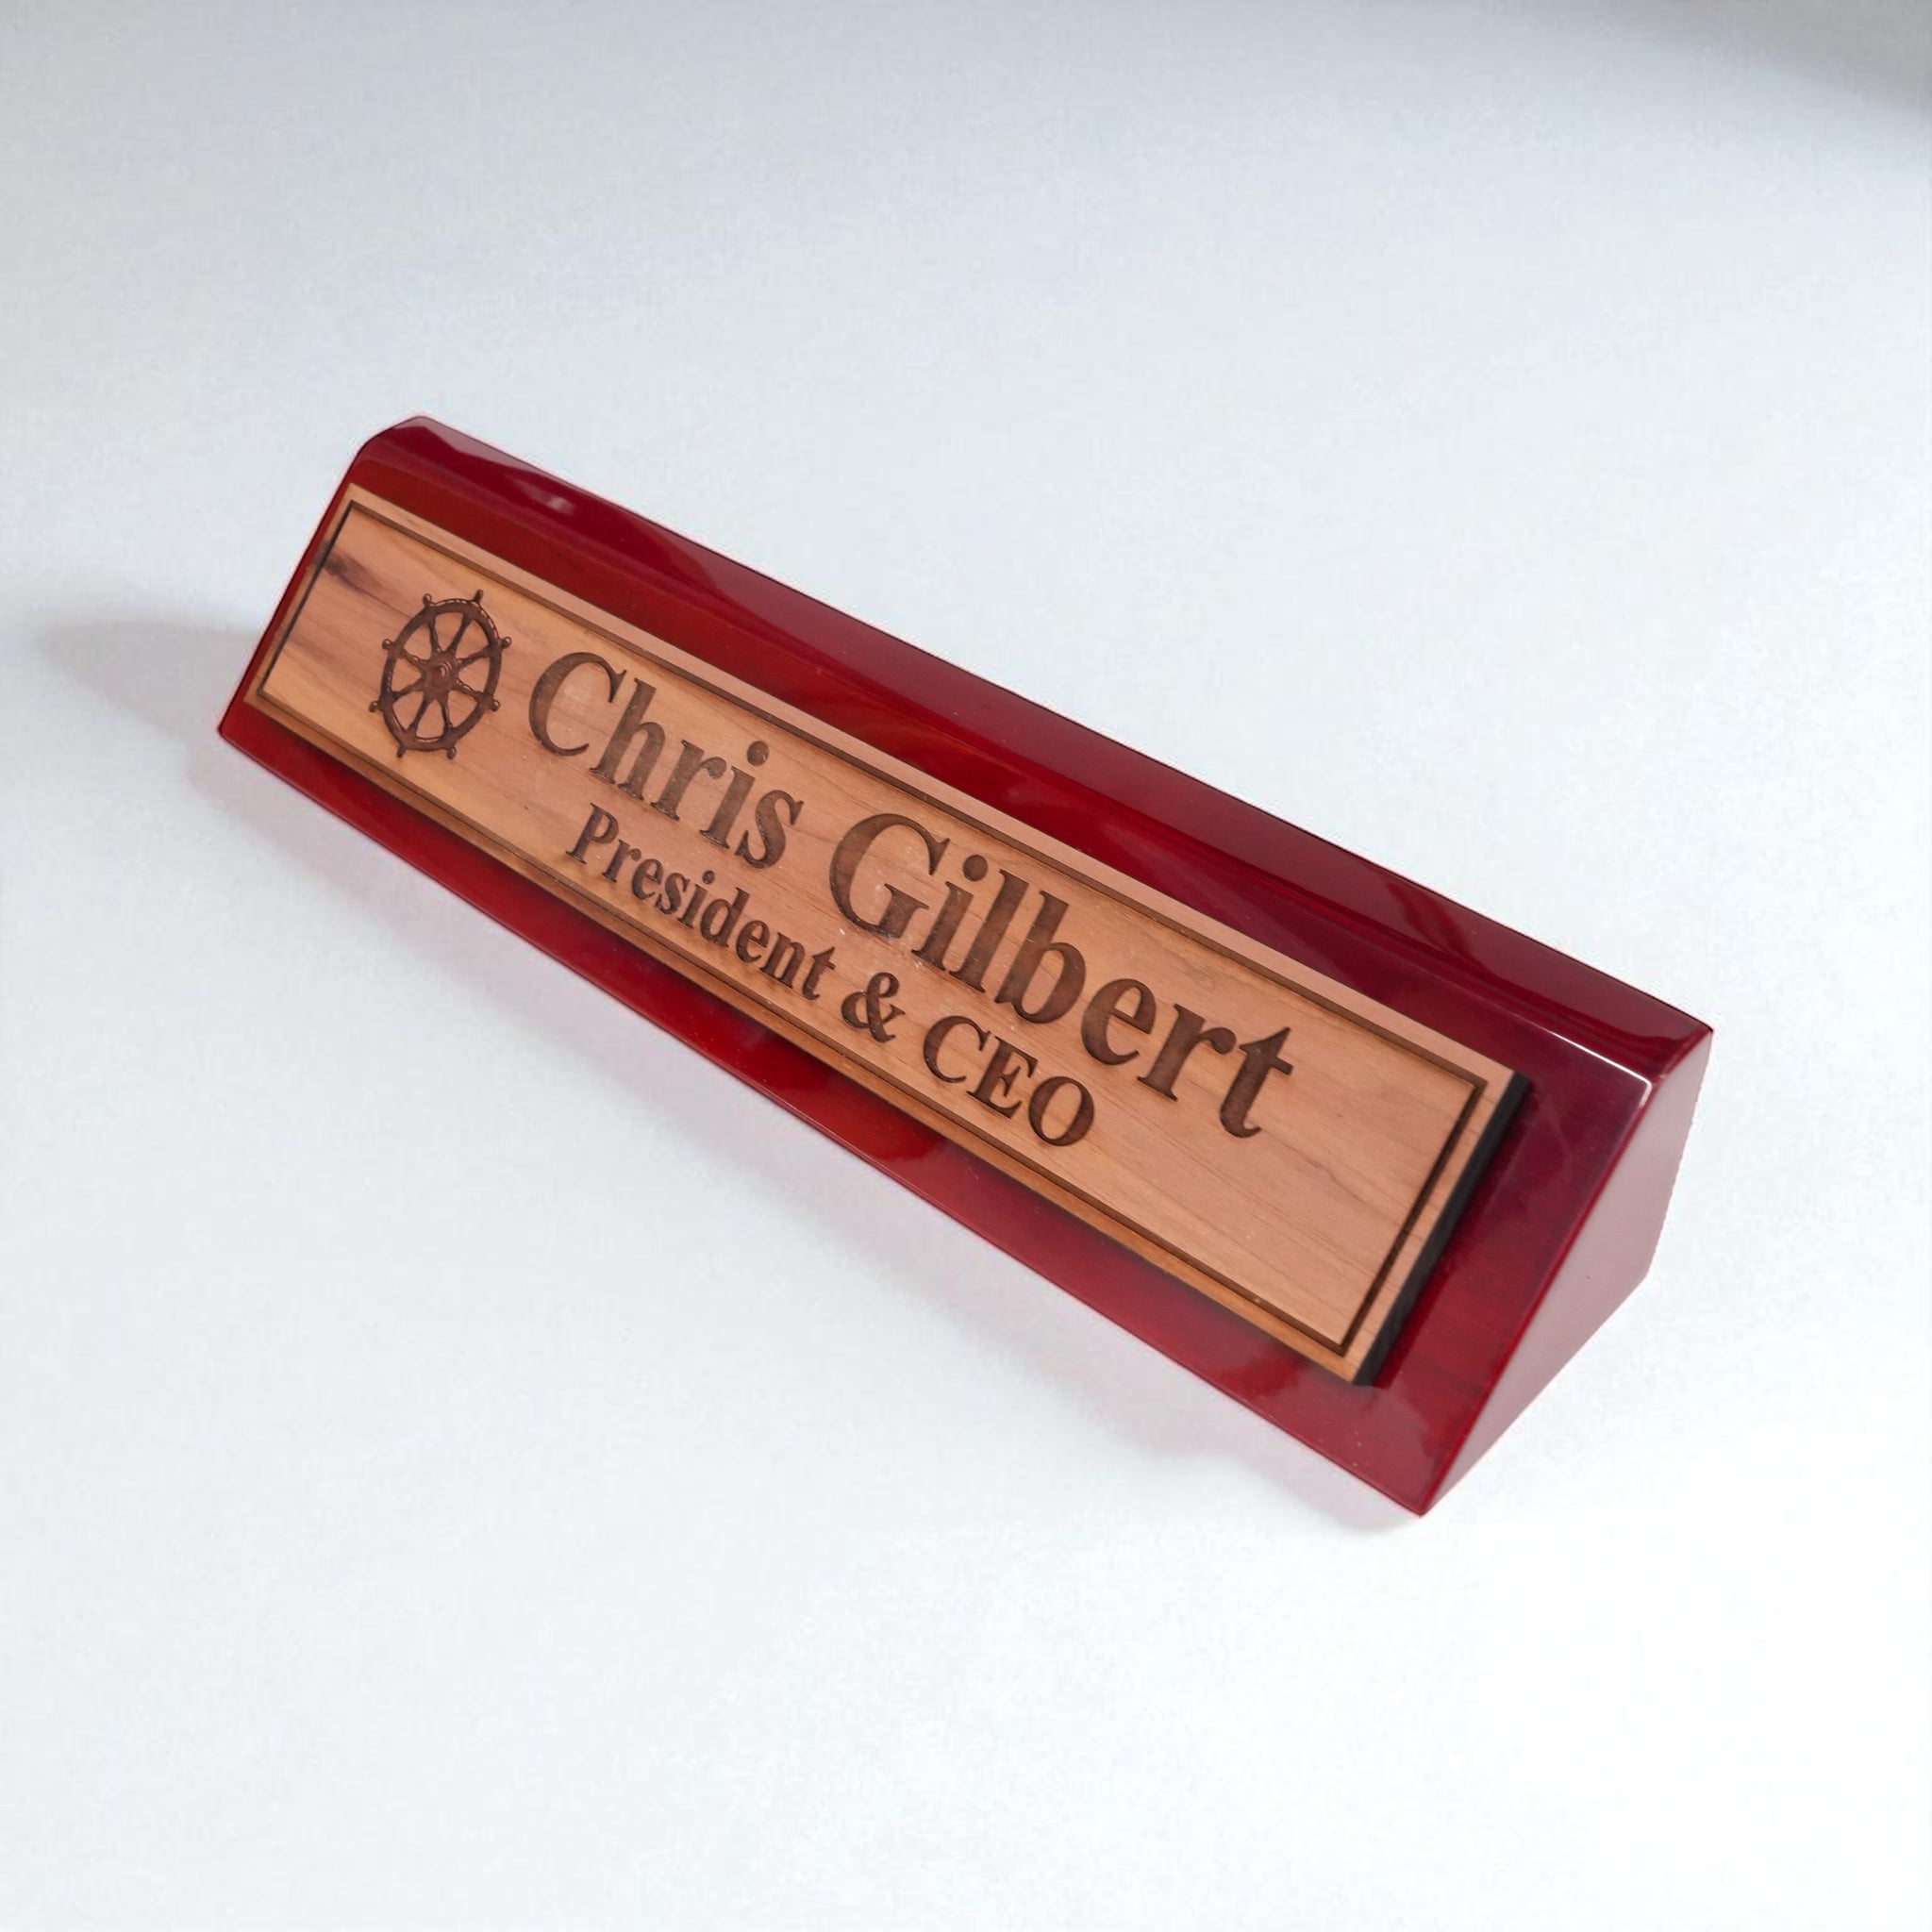 Chris Gilbert
President & CEO